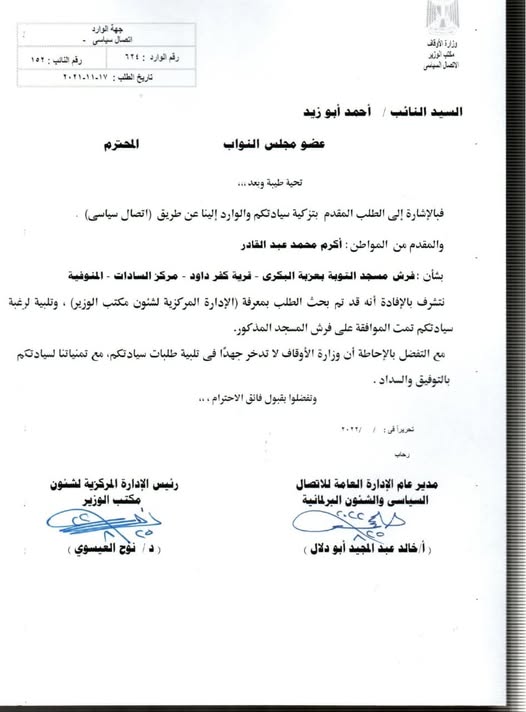 جهة الوارد
اتصال سياسى -
رقم الوارد : ٦٢٤
رقم النائب : ١٥٢
تاريخ الطلب : ١٧-١١-٢٠٢١
وزارة الأوقاف
مكتب الوزير
الاتصال السياسى
السيد النائب / أحمد أبو زيد
عضو مجلس النواب المحترم
تحية طيبة وبعد ,,,
فبالإشارة إلى الطلب المقدم بتزكية سيادتكم والوارد إلينا عن طريق (اتصال سياسى) .
والمقدم من المواطن : أكرم محمد عبد القادر
بشأن : فرش مسجد التوبة بعزبة البكرى - قرية كفر داود - مركز السادات - المنوفية
نتشرف بالإفادة أنه قد تم بحث الطلب بمعرفة (الإدارة المركزية لشئون مكتب الوزير) ، وتلبية لرغبة
سيادتكم تمت الموافقة على فرش المسجد المذكور.
مع التفضل بالإحاطة أن وزارة الأوقاف لا تدخر جهدًا فى تلبية طلبات سيادتكم، مع تمنياتنا لسيادتكم
بالتوفيق والسداد .
وتفضلوا بقبول فائق الاحترام ,,,
تحريراً فى : / / ٢٠٢٢
رحاب
مدير عام الإدارة العامة للاتصال
السياسى والشئون البرلمانية
(أ/خالد عبد المجيد أبو دلال )
رئيس الإدارة المركزية لشئون
مكتب الوزير
( د/ نوح العيسوي )